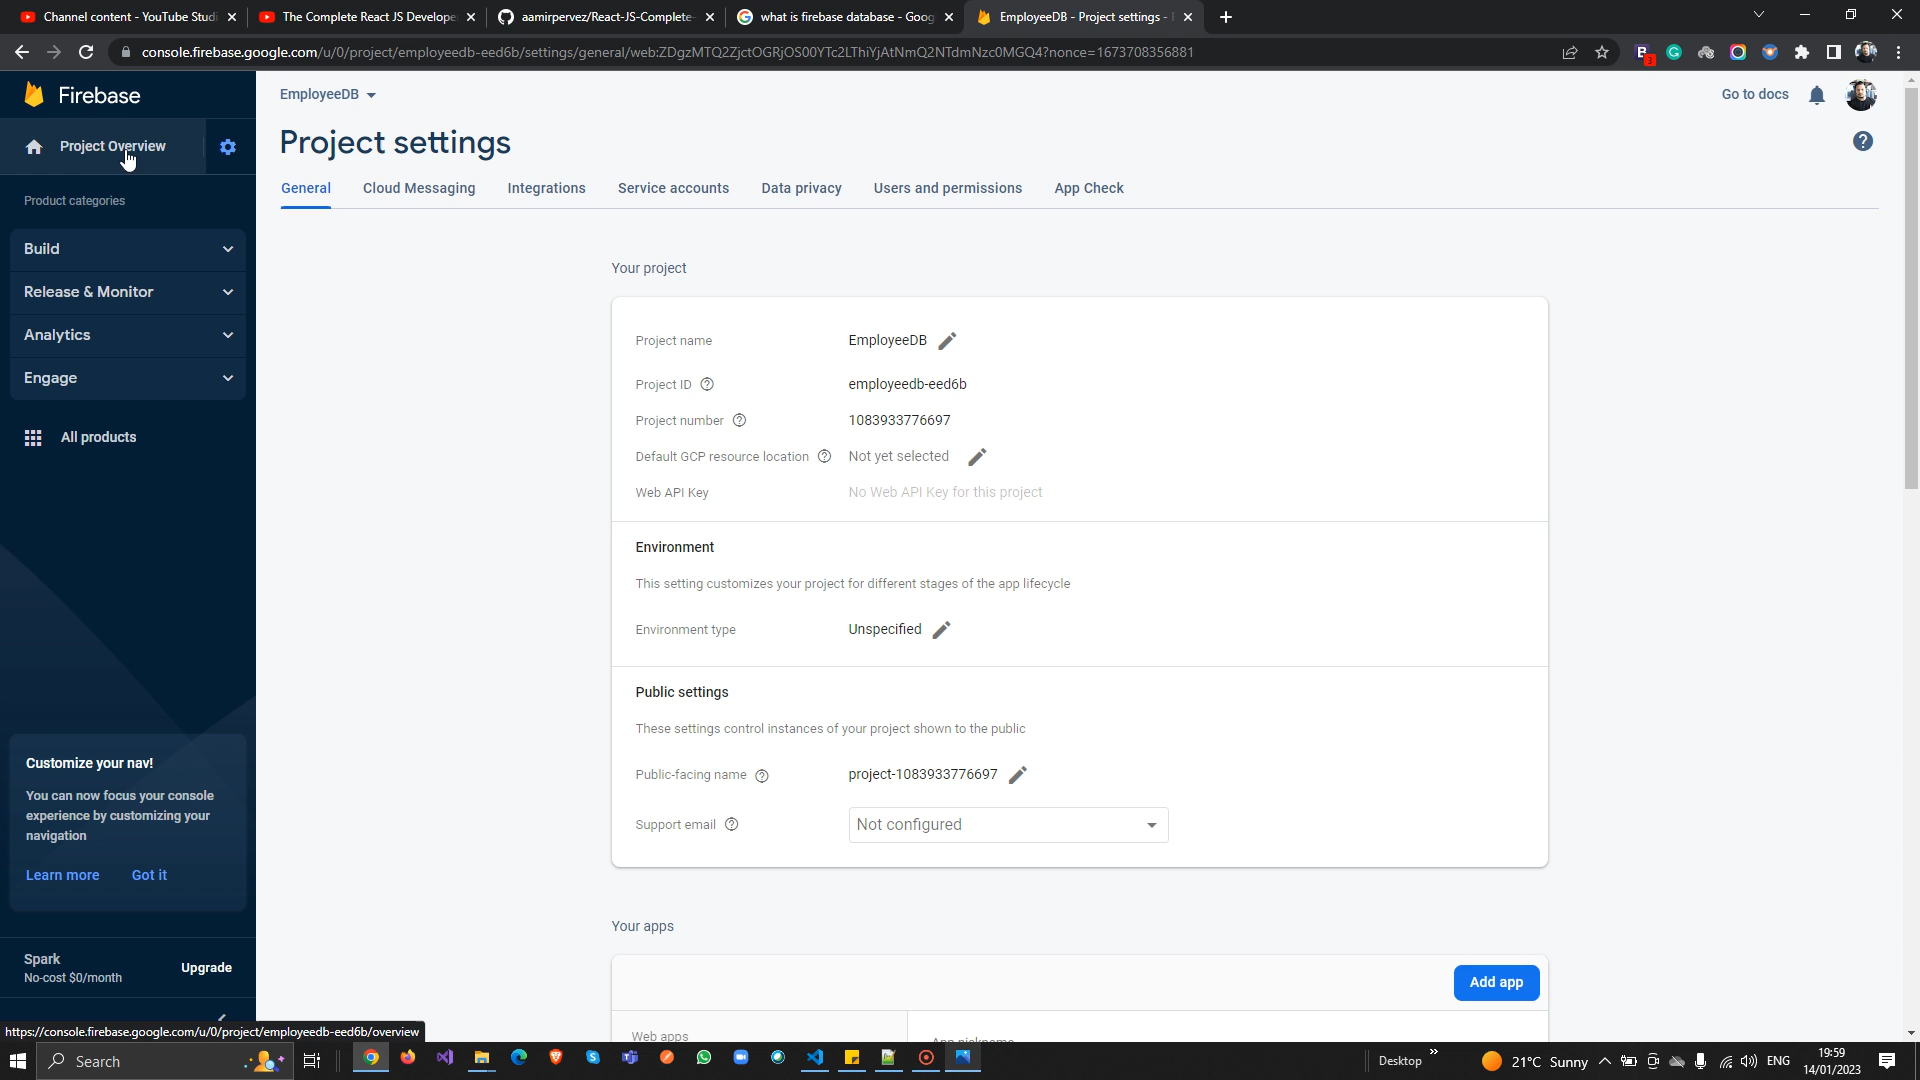 Channel content - YouTube Studi
The Complete React JS Develope
aamirpervez/React-JS-Complete-
what is firebase database - Goog
EmployeeDB - Project settings -
console.firebase.google.com/u/0/project/employeedb-eed6b/settings/general/web:ZDgzMTQ2ZjctOGRjOS00YTc2LThiYjAtNmQ2NTdmNzc0MGQ4?nonce=1673708356881
3
Firebase
EmployeeDB
Go to docs
Project Overview
Project settings
General
Cloud Messaging
Integrations
Service accounts
Data privacy
Users and permissions
App Check
Product categories
Build
Release & Monitor
Analytics
Engage
All products
Your project
Project name
EmployeeDB
Project ID
employeedb-eed6b
Project number
1083933776697
Default GCP resource location
Not yet selected
Web API Key
No Web API Key for this project
Environment
This setting customizes your project for different stages of the app lifecycle
Environment type
Unspecified
Public settings
These settings control instances of your project shown to the public
Public-facing name
project-1083933776697
Support email
Not configured
Customize your nav!
You can now focus your console
experience by customizing your
navigation
Learn more
Got it
Your apps
Add app
Spark
No-cost $0/month
Upgrade
Web apps
App nickname
https://console.firebase.google.com/u/0/project/employeedb-eed6b/overview
Search
Desktop
21°C Sunny
ENG
19:59
14/01/2023